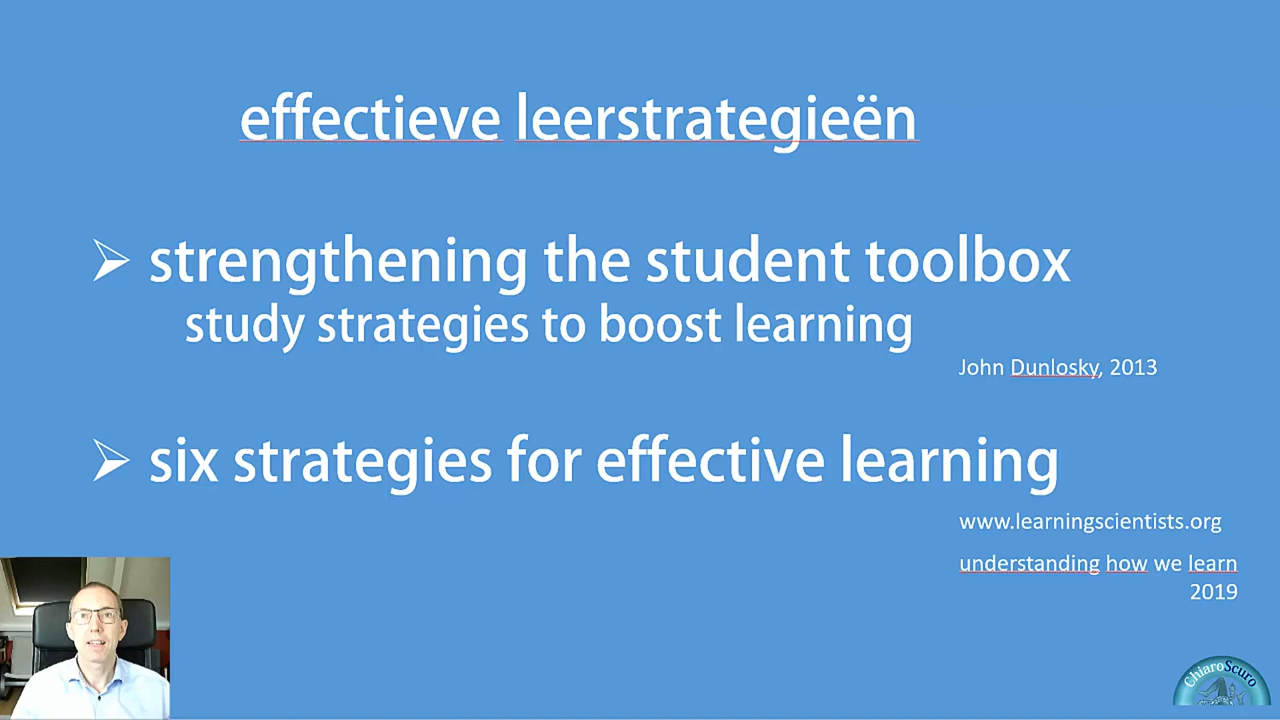 effectieve leerstrategieën
strengthening the student toolbox
study strategies to boost learning
John Dunlosky, 2013
six strategies for effective learning
www.learningscientists.org
understanding how we learn
2019
ChiaroScuro